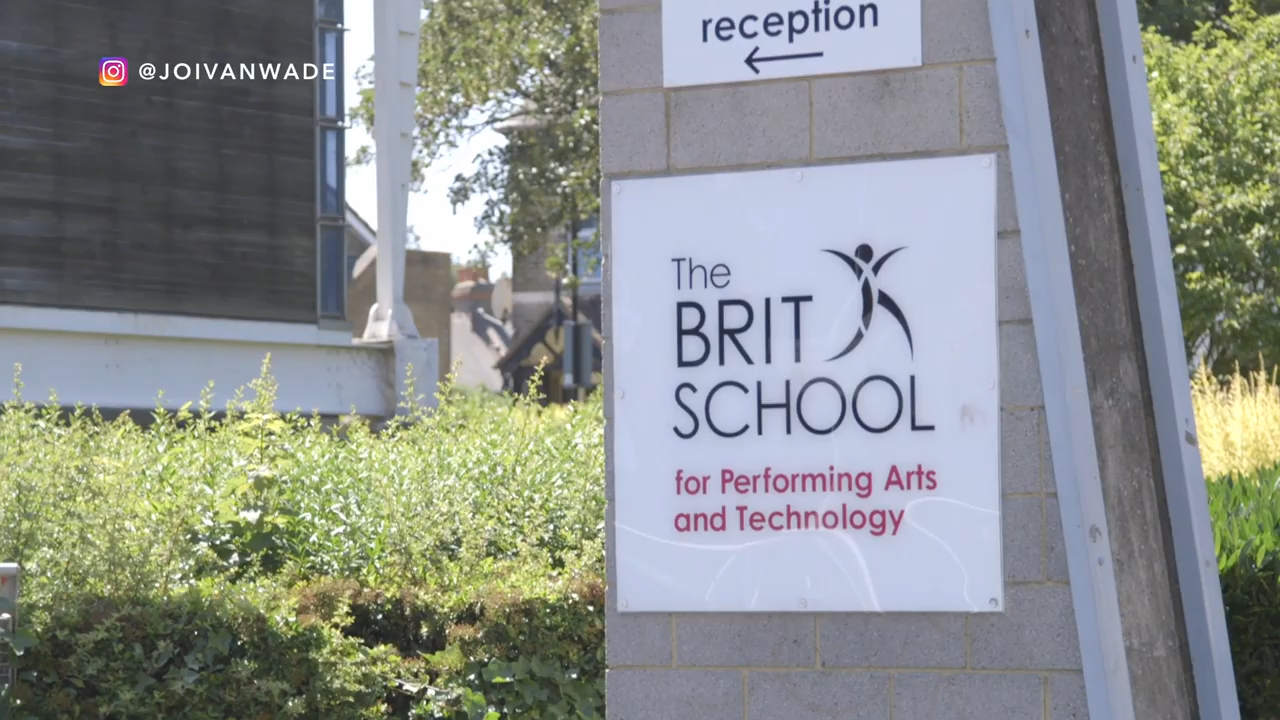 @JOIVANWADE
reception
The
BRIT
SCHOOL
for Performing Arts
and Technology